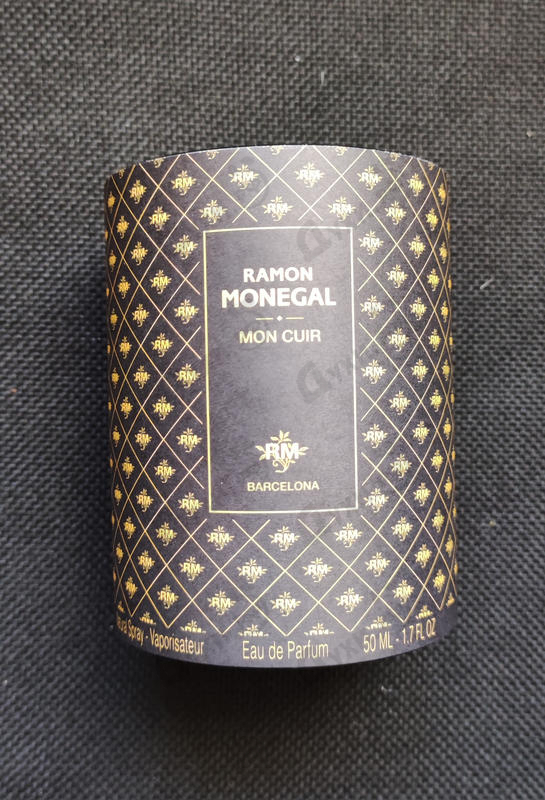 RAMON
MONEGAL
MON CUIR
RM
BARCELONA
Spray - Vaporisateur
Eau de Parfum
50 ML - 1.7 FL OZ